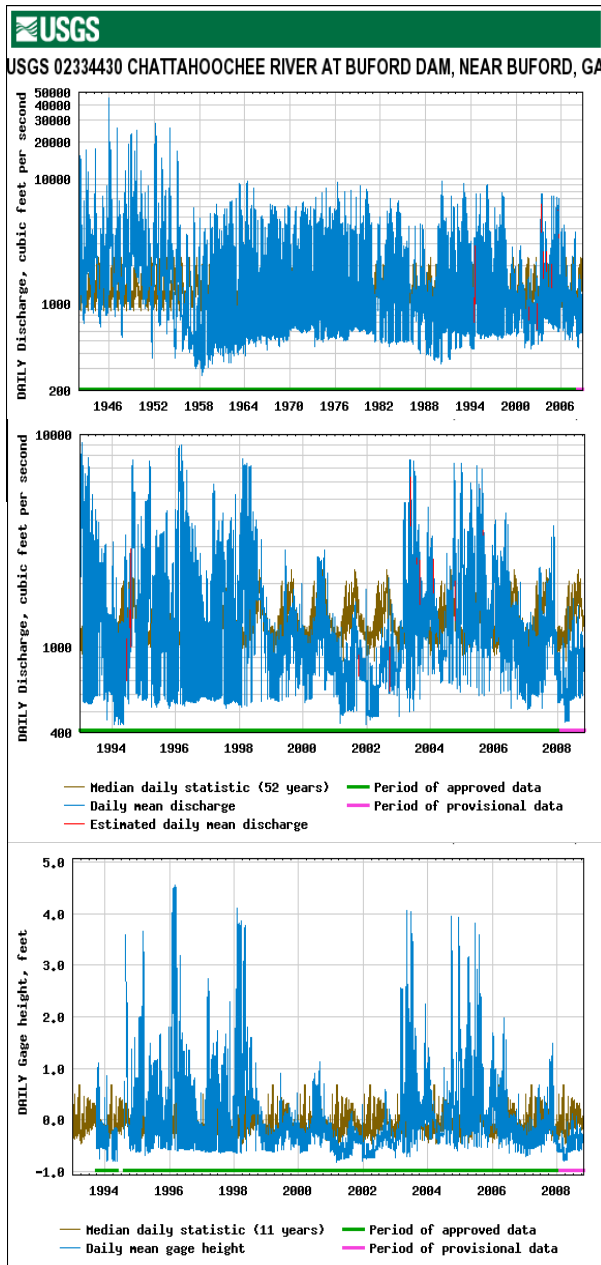 USGS
USGS 02334430 CHATTAHOOCHEE RIVER AT BUFORD DAM, NEAR BUFORD, GA
DAILY Discharge, cubic feet per second
50000
40000
30000
20000
10000
1000
200
1946 1952 1958 1964 1970 1976 1982 1988 1994 2000 2006
DAILY Discharge, cubic feet per second
10000
1000
400
1994 1996 1998 2000 2002 2004 2006 2008
Median daily statistic (52 years) Period of approved data
Daily mean discharge Period of provisional data
Estimated daily mean discharge
DAILY Gage height, feet
5.0
4.0
3.0
2.0
1.0
0.0
-1.0
1994 1996 1998 2000 2002 2004 2006 2008
Median daily statistic (11 years) Period of approved data
Daily mean gage height Period of provisional data